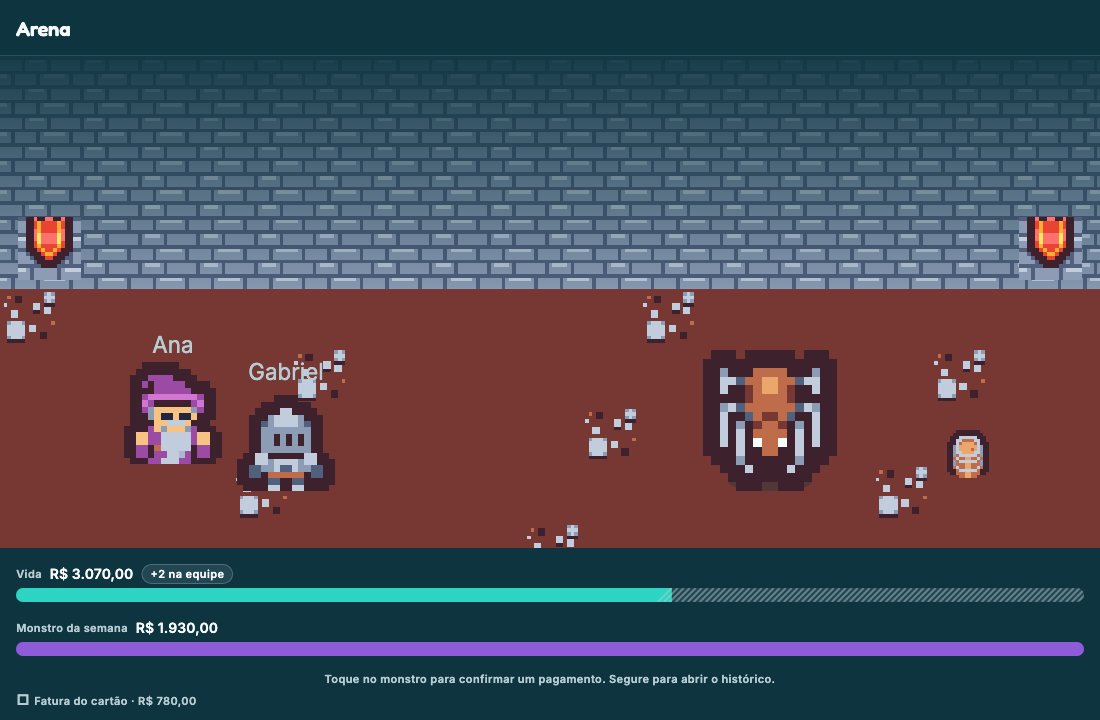 Arena
Ana
Gabriel
Vida R$ 3.070,00 +2 na equipe
Monstro da semana R$ 1.930,00
Toque no monstro para confirmar um pagamento. Segure para abrir o histórico.
Fatura do cartão · R$ 780,00